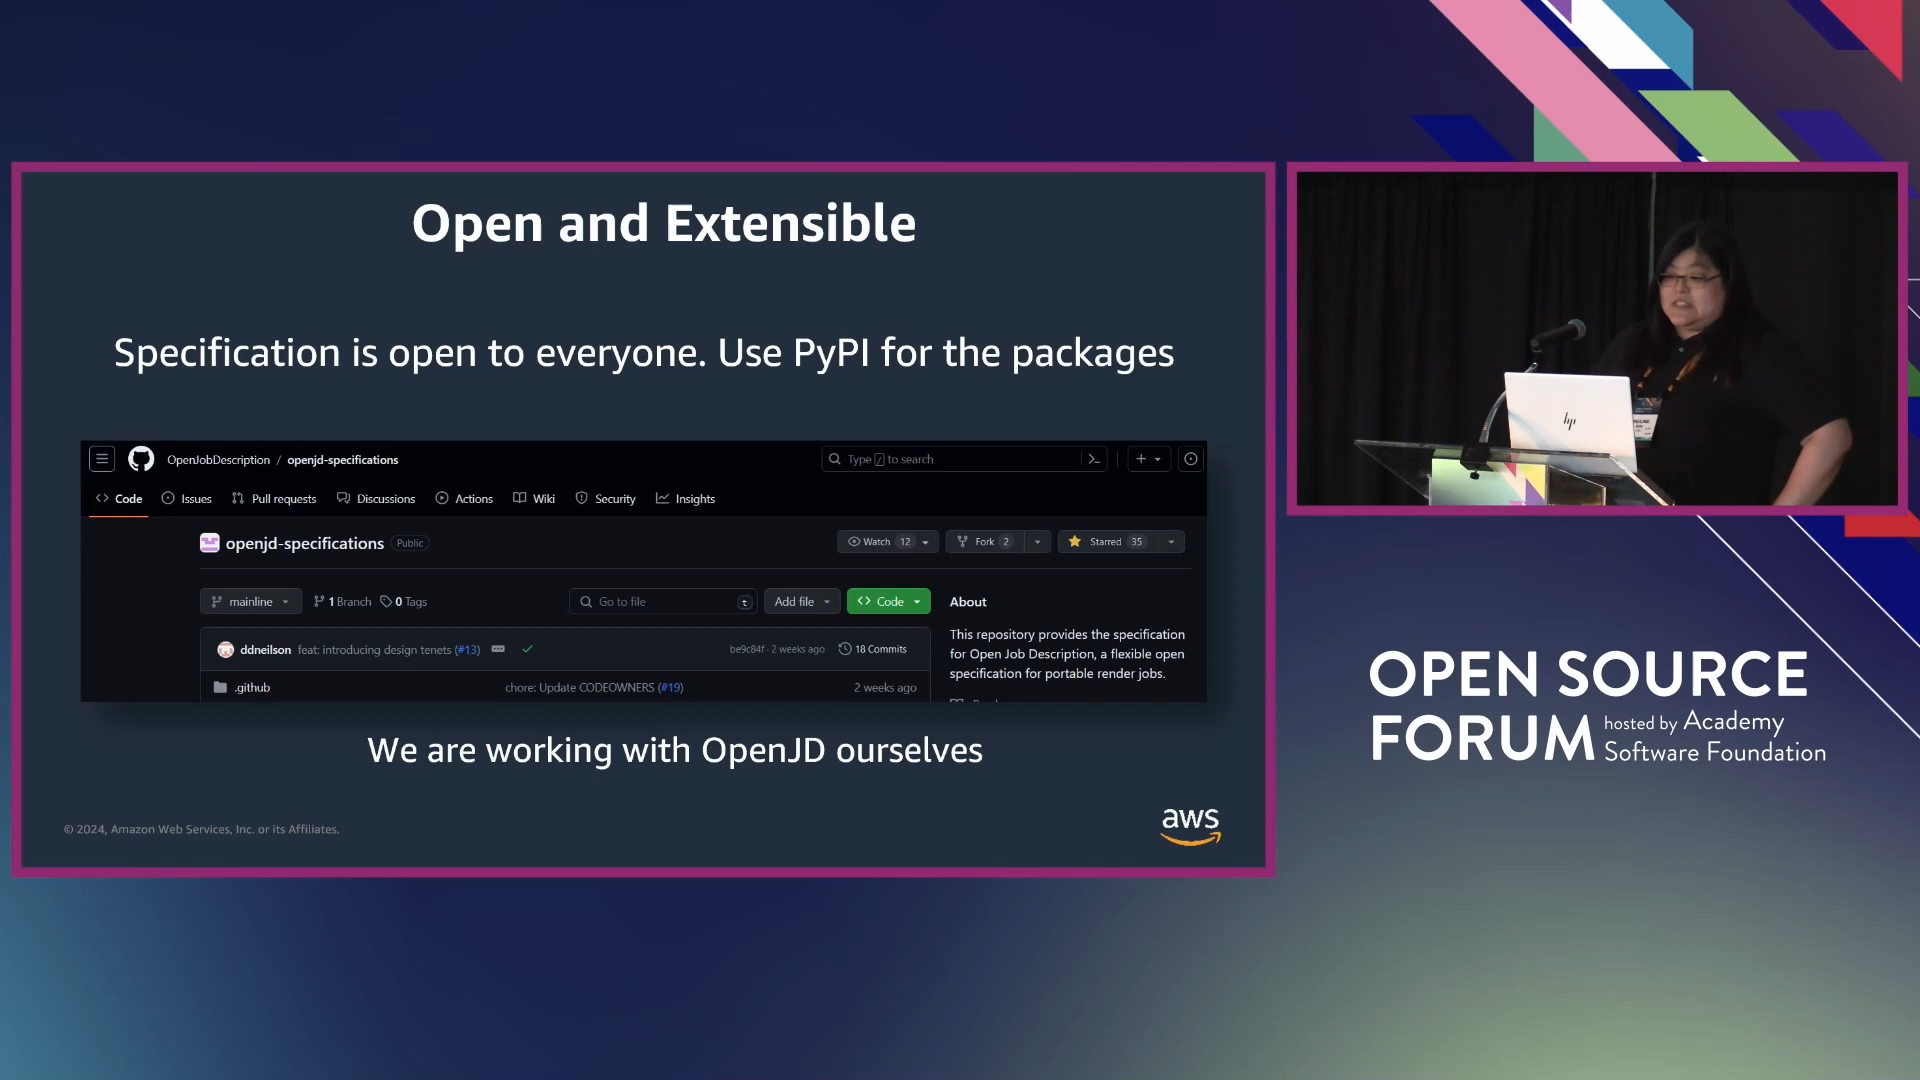 Open and Extensible
Specification is open to everyone. Use PyPI for the packages
OpenJobDescription / openjd-specifications
Type / to search
Code Issues Pull requests Discussions Actions Wiki Security Insights
openjd-specifications Public
Watch 12 Fork 2 Starred 35
mainline 1 Branch 0 Tags
Go to file t Add file Code
About
This repository provides the specification
for Open Job Description, a flexible open
specification for portable render jobs.
ddneilson feat: introducing design tenets (#13) be9c84f · 2 weeks ago 18 Commits
.github chore: Update CODEOWNERS (#19) 2 weeks ago
We are working with OpenJD ourselves
© 2024, Amazon Web Services, Inc. or its Affiliates.
aws
hp
OPEN SOURCE
FORUM hosted by Academy
Software Foundation